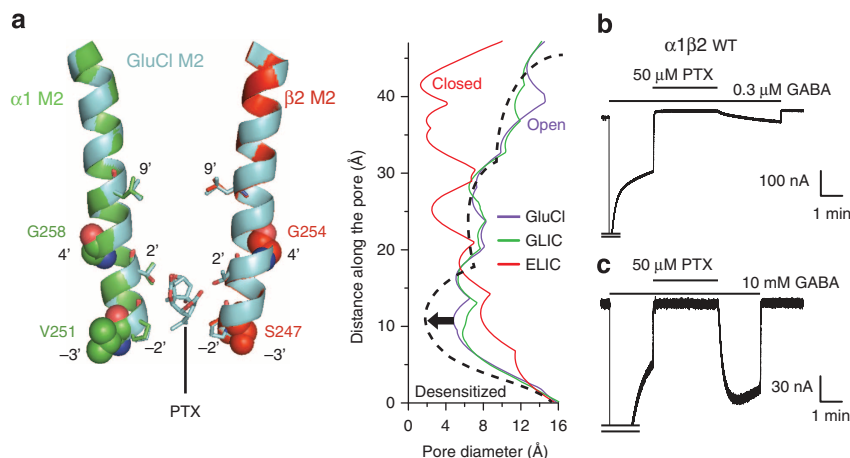 a
GluCl M2
α1 M2
β2 M2
9′
9′
G258
G254
4′
4′
2′
2′
V251
S247
–3′
–2′
–2′
–3′
PTX
Distance along the pore (Å)
40
30
20
10
0
0 4 8 12 16
Pore diameter (Å)
Closed
Open
GluCl
GLIC
ELIC
Desensitized
b
α1β2 WT
50 μM PTX
0.3 μM GABA
100 nA
1 min
c
50 μM PTX
10 mM GABA
30 nA
1 min